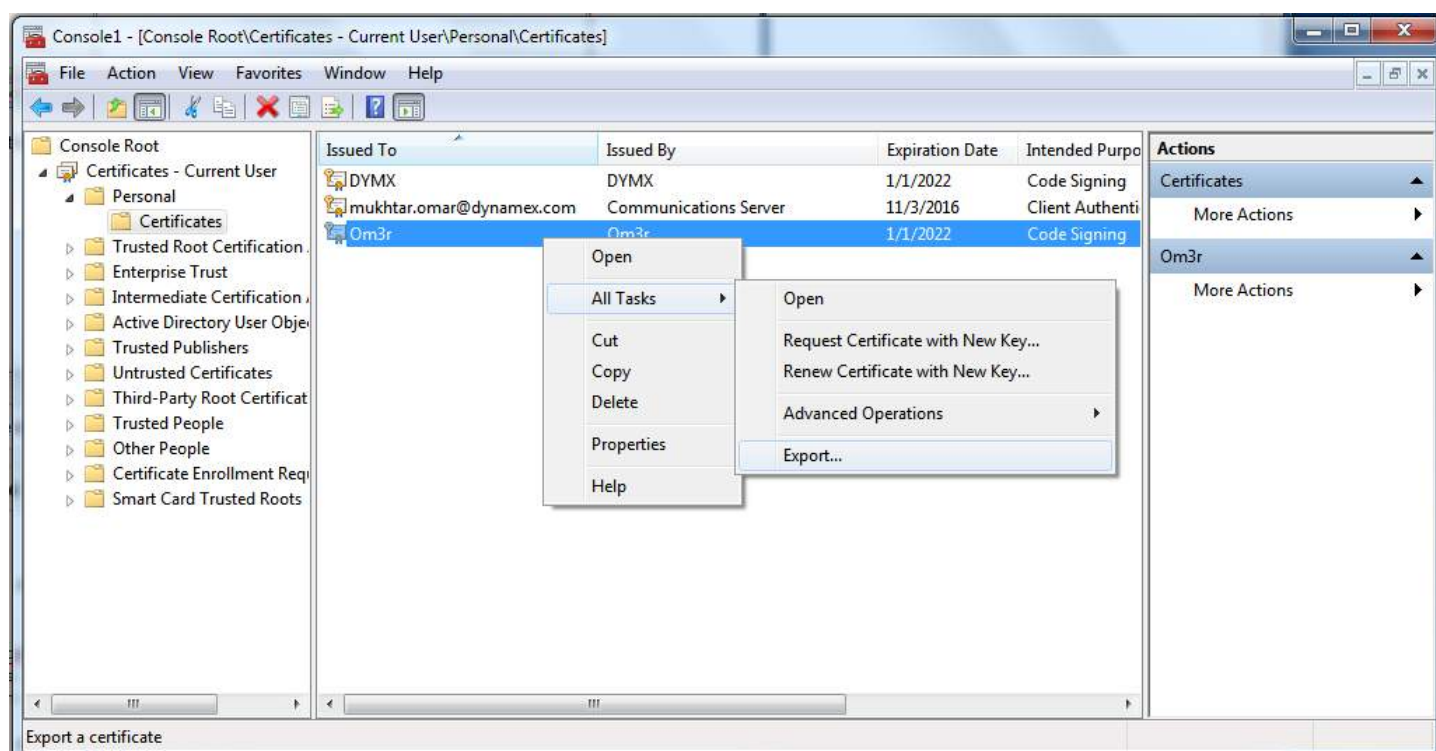 Console1 - [Console Root\Certificates - Current User\Personal\Certificates]
File Action View Favorites Window Help
Console Root
Certificates - Current User
Personal
Certificates
Trusted Root Certification
Enterprise Trust
Intermediate Certification
Active Directory User Obje
Trusted Publishers
Untrusted Certificates
Third-Party Root Certificat
Trusted People
Other People
Certificate Enrollment Requ
Smart Card Trusted Roots
Issued To Issued By Expiration Date Intended Purpo
DYMX DYMX 1/1/2022 Code Signing
mukhtar.omar@dynamex.com Communications Server 11/3/2016 Client Authenti
Om3r Om3r 1/1/2022 Code Signing
Open
All Tasks
Cut
Copy
Delete
Properties
Help
Open
Request Certificate with New Key...
Renew Certificate with New Key...
Advanced Operations
Export...
Actions
Certificates
More Actions
Om3r
More Actions
Export a certificate